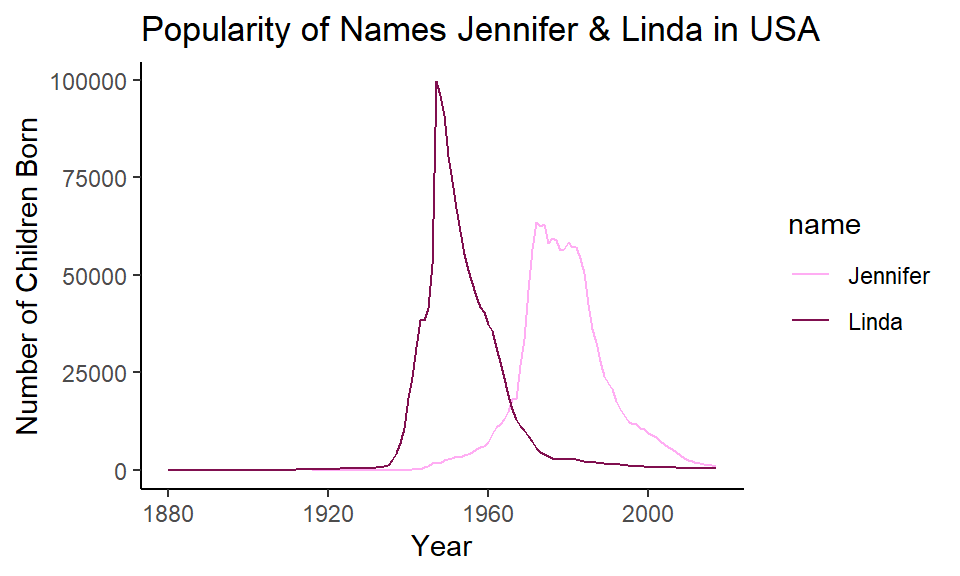 Popularity of Names Jennifer & Linda in USA
Number of Children Born
100000
75000
50000
25000
0
1880 1920 1960 2000
Year
name
Jennifer
Linda